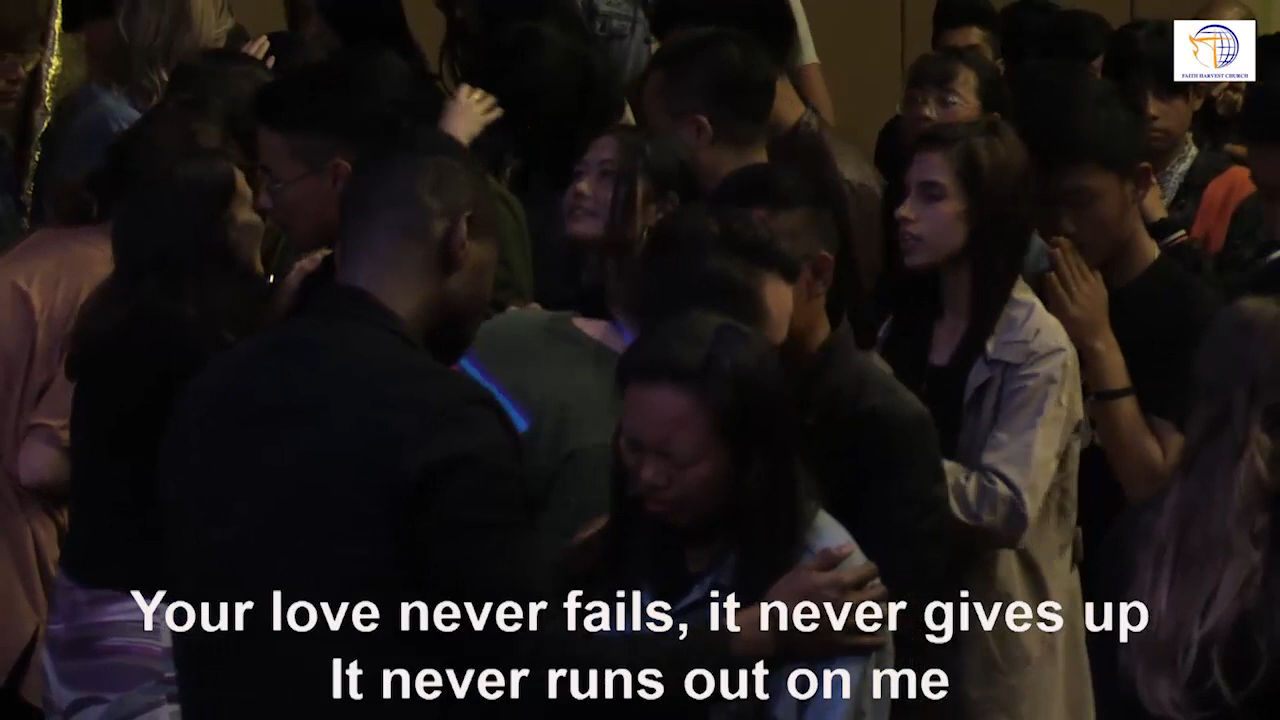 FAITH HARVEST CHURCH
Your love never fails, it never gives up
It never runs out on me